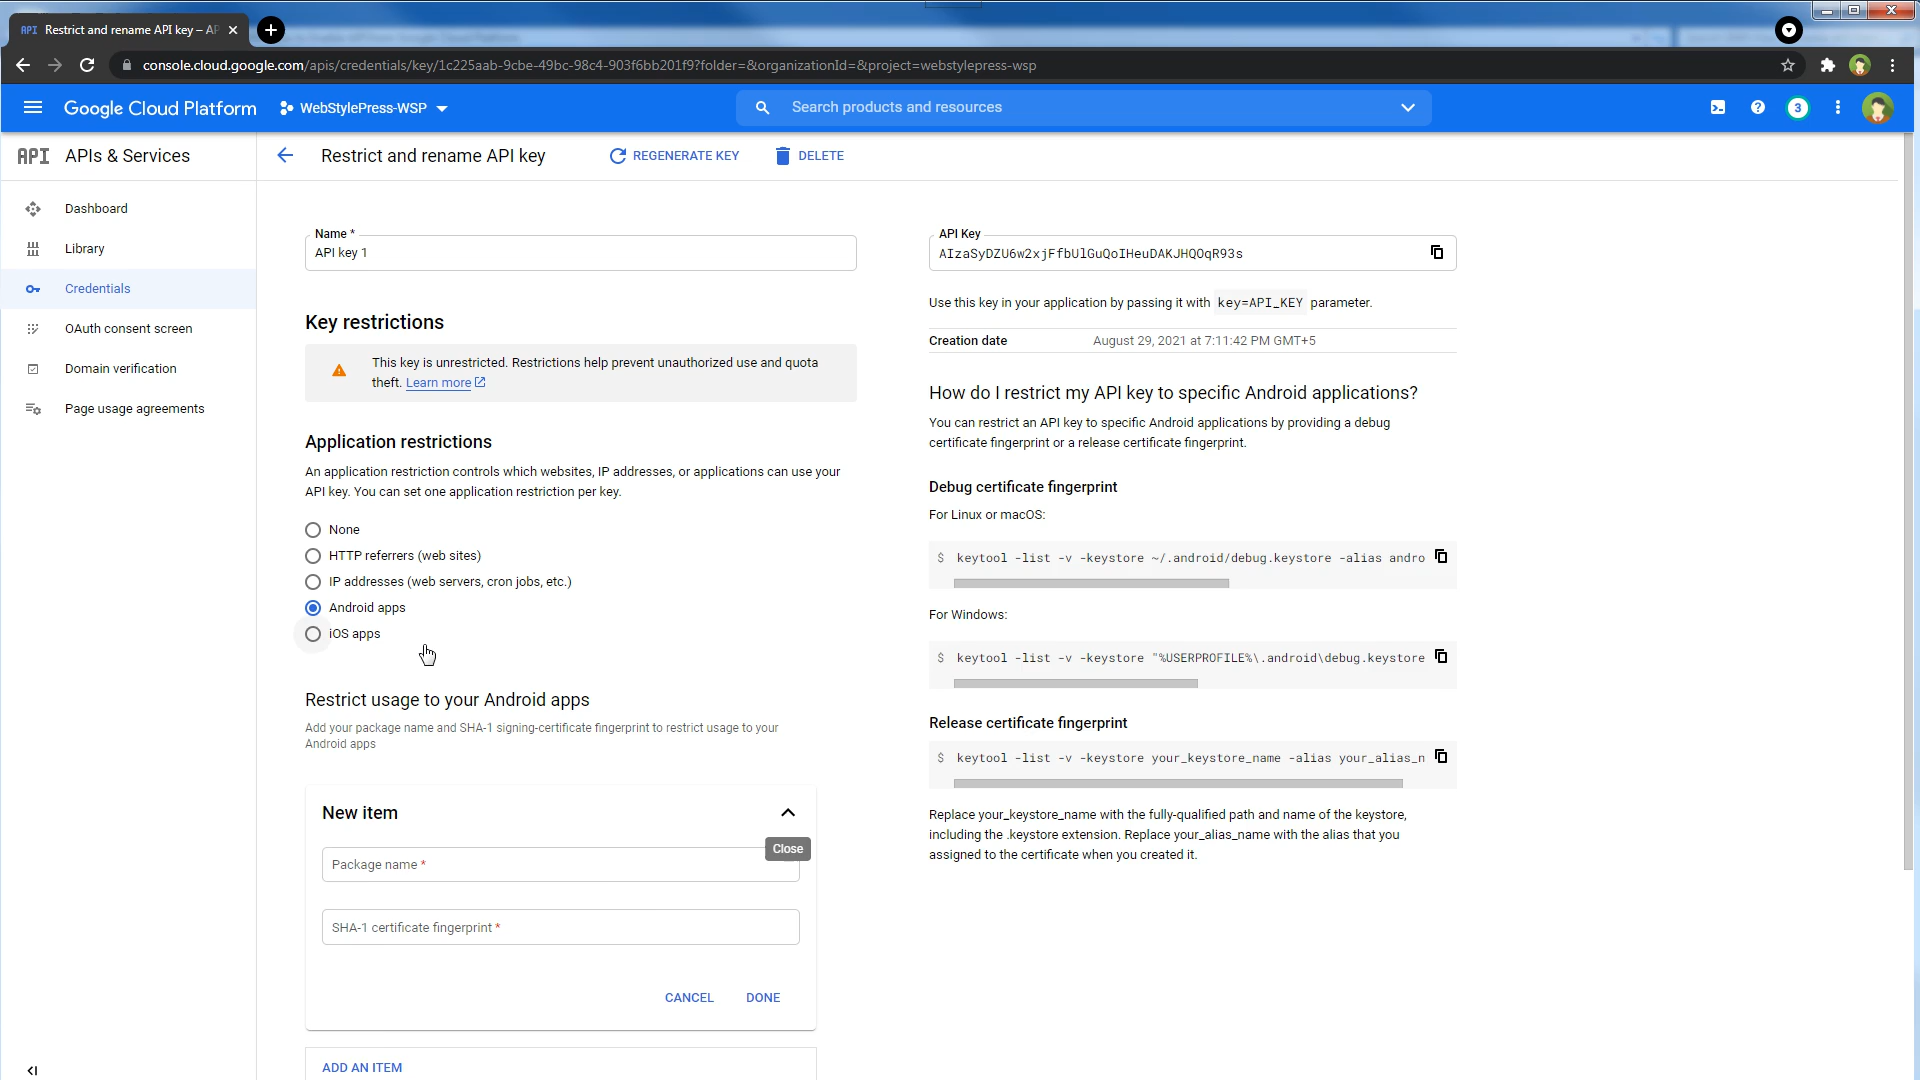 API Restrict and rename API key – AP
console.cloud.google.com/apis/credentials/key/1c225aab-9cbe-49bc-98c4-903f6bb201f9?folder=&organizationId=&project=webstylepress-wsp
Google Cloud Platform WebStylePress-WSP Search products and resources 3
API APIs & Services Restrict and rename API key REGENERATE KEY DELETE
Dashboard
Library
Credentials
OAuth consent screen
Domain verification
Page usage agreements
Name *
API key 1
Key restrictions
This key is unrestricted. Restrictions help prevent unauthorized use and quota
theft. Learn more
Application restrictions
An application restriction controls which websites, IP addresses, or applications can use your
API key. You can set one application restriction per key.
None
HTTP referrers (web sites)
IP addresses (web servers, cron jobs, etc.)
Android apps
iOS apps
Restrict usage to your Android apps
Add your package name and SHA-1 signing-certificate fingerprint to restrict usage to your
Android apps
New item
Close
Package name *
SHA-1 certificate fingerprint *
CANCEL DONE
ADD AN ITEM
API Key
AIzaSyDZU6w2xjFfbUlGuQoIHeuDAKJHQOqR93s
Use this key in your application by passing it with key=API_KEY parameter.
Creation date August 29, 2021 at 7:11:42 PM GMT+5
How do I restrict my API key to specific Android applications?
You can restrict an API key to specific Android applications by providing a debug
certificate fingerprint or a release certificate fingerprint.
Debug certificate fingerprint
For Linux or macOS:
$ keytool -list -v -keystore ~/.android/debug.keystore -alias andro
For Windows:
$ keytool -list -v -keystore "%USERPROFILE%\.android\debug.keystore
Release certificate fingerprint
$ keytool -list -v -keystore your_keystore_name -alias your_alias_n
Replace your_keystore_name with the fully-qualified path and name of the keystore,
including the .keystore extension. Replace your_alias_name with the alias that you
assigned to the certificate when you created it.